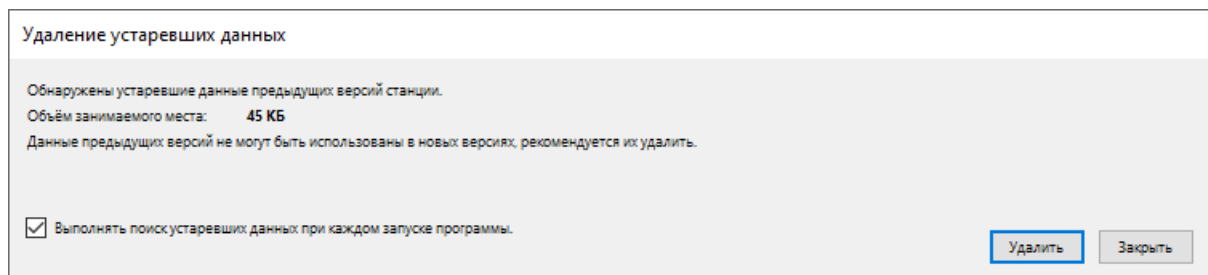 Удаление устаревших данных
Обнаружены устаревшие данные предыдущих версий станции.
Объём занимаемого места: 45 КБ
Данные предыдущих версий не могут быть использованы в новых версиях, рекомендуется их удалить.
Выполнять поиск устаревших данных при каждом запуске программы.
Удалить Закрыть